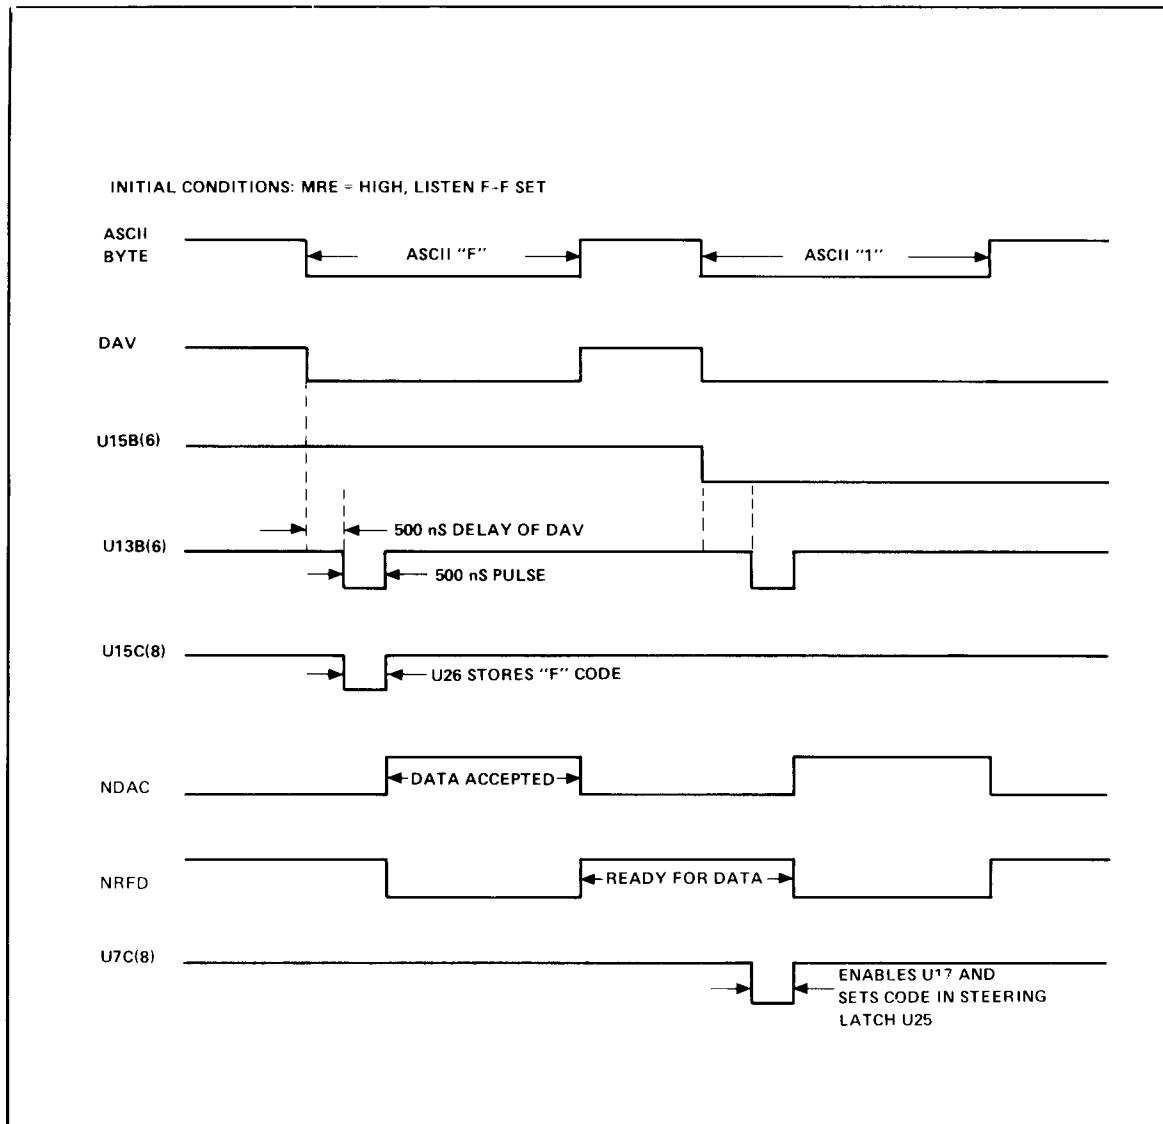 INITIAL CONDITIONS: MRE = HIGH, LISTEN F-F SET
ASCII
BYTE
ASCII "F"
ASCII "1"
DAV
U15B(6)
500 nS DELAY OF DAV
U13B(6)
500 nS PULSE
U15C(8)
U26 STORES "F" CODE
NDAC
DATA ACCEPTED
NRFD
READY FOR DATA
U7C(8)
ENABLES U17 AND
SETS CODE IN STEERING
LATCH U25